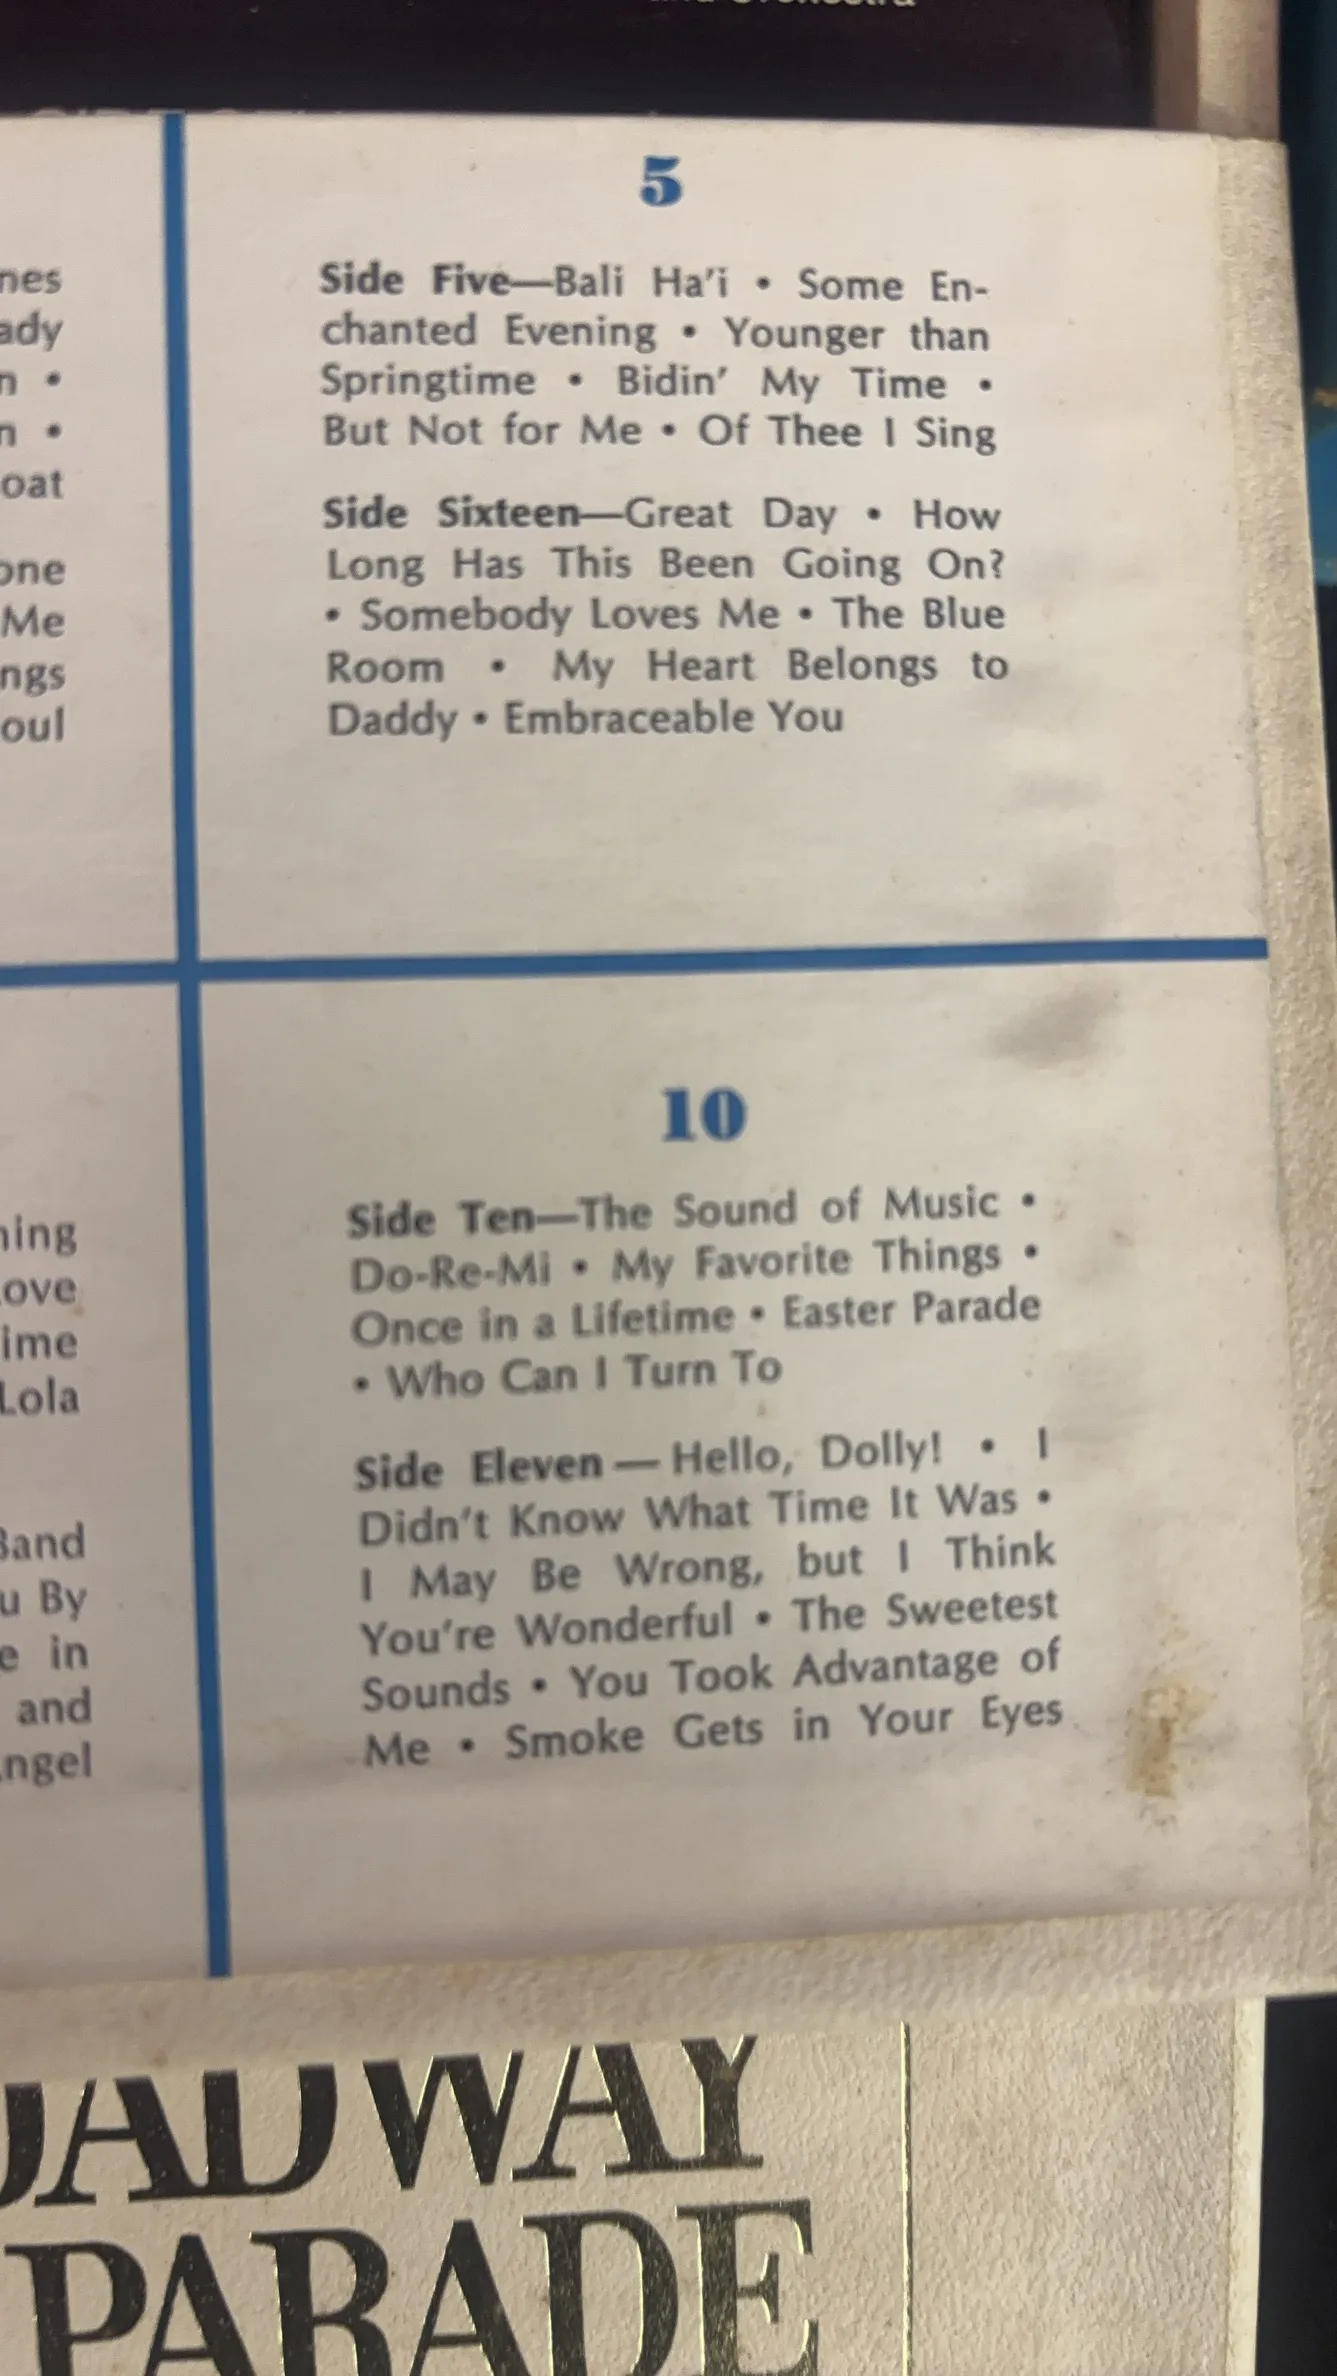 Orchestra
nes
ady
n •
n •
oat
one
Me
ngs
oul
5
Side Five—Bali Ha'i • Some En-
chanted Evening • Younger than
Springtime • Bidin' My Time •
But Not for Me • Of Thee I Sing
Side Sixteen—Great Day • How
Long Has This Been Going On?
• Somebody Loves Me • The Blue
Room • My Heart Belongs to
Daddy • Embraceable You
hing
Love
ime
Lola
Band
u By
e in
and
Angel
10
Side Ten—The Sound of Music •
Do-Re-Mi • My Favorite Things •
Once in a Lifetime • Easter Parade
• Who Can I Turn To
Side Eleven — Hello, Dolly! • I
Didn't Know What Time It Was •
I May Be Wrong, but I Think
You're Wonderful • The Sweetest
Sounds • You Took Advantage of
Me • Smoke Gets in Your Eyes
OADWAY
PARADE